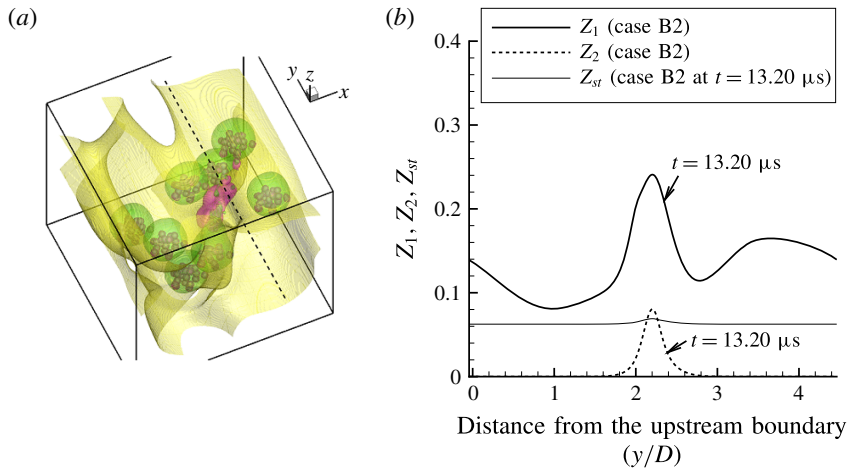 (a)
y
z
x
(b)
Z1 (case B2)
Z2 (case B2)
Zst (case B2 at t = 13.20 μs)
0.4
0.3
0.2
0.1
0
Z1, Z2, Zst
t = 13.20 μs
t = 13.20 μs
0 1 2 3 4
Distance from the upstream boundary
(y/D)